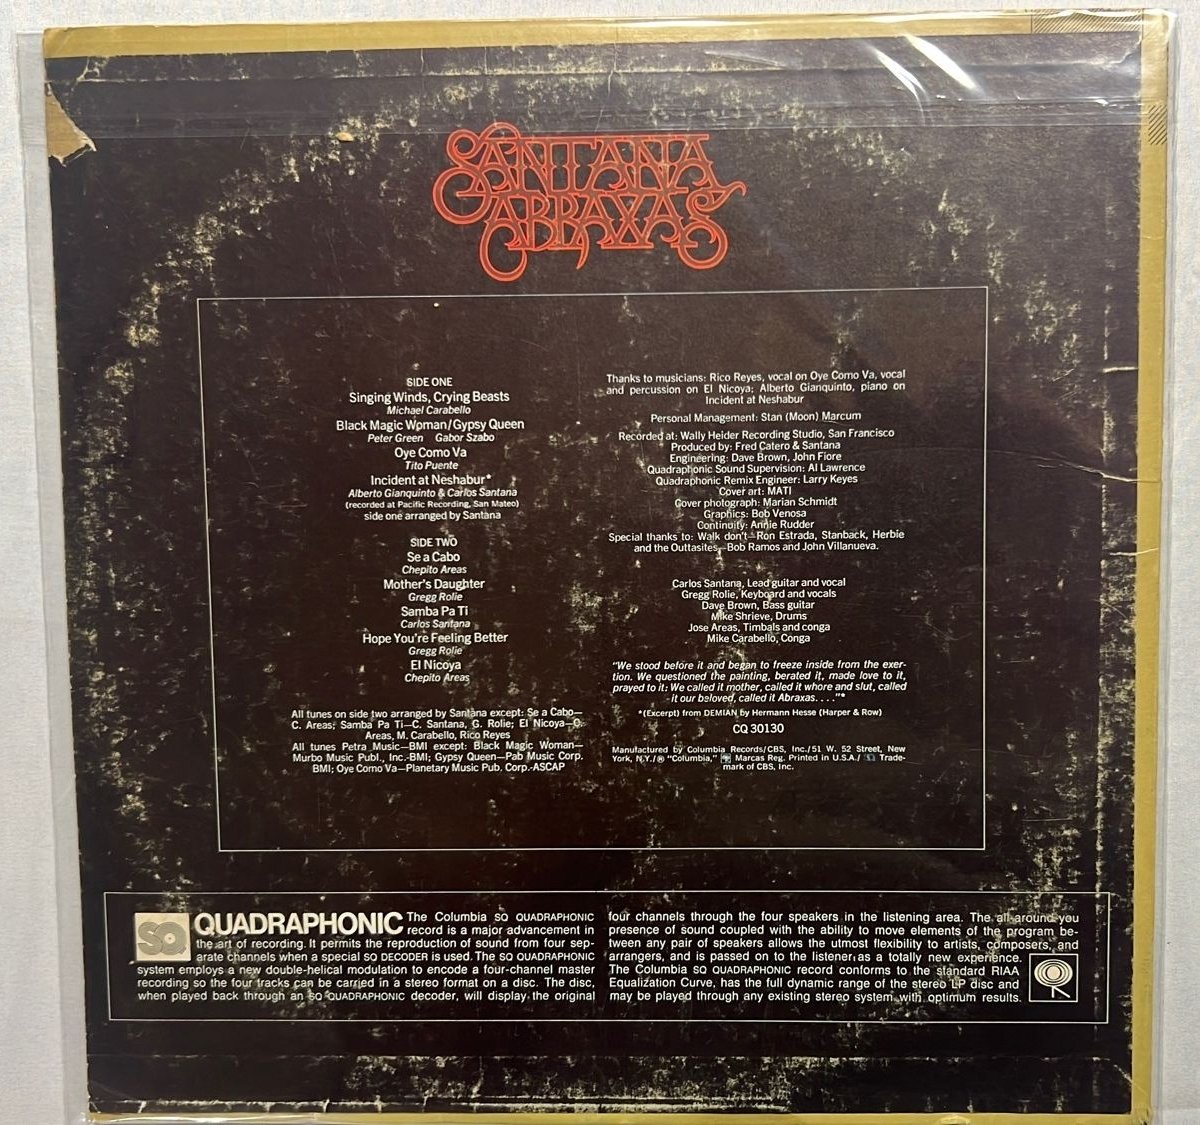 SANTANA
ABRAXAS
SIDE ONE
Singing Winds, Crying Beasts
Michael Carabello
Black Magic Woman/Gypsy Queen
Peter Green Gabor Szabo
Oye Como Va
Tito Puente
Incident at Neshabur*
Alberto Gianquinto & Carlos Santana
(recorded at Pacific Recording, San Mateo)
side one arranged by Santana
SIDE TWO
Se a Cabo
Chepito Areas
Mother's Daughter
Gregg Rolie
Samba Pa Ti
Carlos Santana
Hope You're Feeling Better
Gregg Rolie
El Nicoya
Chepito Areas
All tunes on side two arranged by Santana except: Se a Cabo—
C. Areas; Samba Pa Ti—C. Santana, G. Rolie; El Nicoya—C.
Areas, M. Carabello, Rico Reyes
All tunes Petra Music—BMI except: Black Magic Woman—
Murbo Music Publ., Inc.-BMI; Gypsy Queen—Pab Music Corp.
BMI; Oye Como Va—Planetary Music Pub. Corp.-ASCAP
Thanks to musicians: Rico Reyes, vocal on Oye Como Va, vocal
and percussion on El Nicoya; Alberto Gianquinto, piano on
Incident at Neshabur
Personal Management: Stan (Moon) Marcum
Recorded at: Wally Heider Recording Studio, San Francisco
Produced by: Fred Catero & Santana
Engineering: Dave Brown, John Fiore
Quadraphonic Sound Supervision: Al Lawrence
Quadraphonic Remix Engineer: Larry Keyes
Cover art: MATI
Cover photograph: Marian Schmidt
Graphics: Bob Venosa
Continuity: Annie Rudder
Special thanks to: Walk don't—Ron Estrada, Stanback, Herbie
and the Outtasites—Bob Ramos and John Villanueva.
Carlos Santana, Lead guitar and vocal
Gregg Rolie, Keyboard and vocals
Dave Brown, Bass guitar
Mike Shrieve, Drums
Jose Areas, Timbals and conga
Mike Carabello, Conga
"We stood before it and began to freeze inside from the exer-
tion. We questioned the painting, berated it, made love to it,
prayed to it: We called it mother, called it whore and slut, called
it our beloved, called it Abraxas. . . ."*
*(Excerpt) from DEMIAN by Hermann Hesse (Harper & Row)
CQ 30130
Manufactured by Columbia Records/CBS, Inc./51 W. 52 Street, New
York, N.Y./® "Columbia," Marcas Reg. Printed in U.S.A./ Trade-
mark of CBS, Inc.
SQ QUADRAPHONIC The Columbia SQ QUADRAPHONIC
record is a major advancement in
the art of recording. It permits the reproduction of sound from four sep-
arate channels when a special SQ DECODER is used. The SQ QUADRAPHONIC
system employs a new double-helical modulation to encode a four-channel master
recording so the four tracks can be carried in a stereo format on a disc. The disc,
when played back through an SQ QUADRAPHONIC decoder, will display the original
four channels through the four speakers in the listening area. The all-around-you
presence of sound coupled with the ability to move elements of the program be-
tween any pair of speakers allows the utmost flexibility to artists, composers, and
arrangers, and is passed on to the listener as a totally new experience.
The Columbia SQ QUADRAPHONIC record conforms to the standard RIAA
Equalization Curve, has the full dynamic range of the stereo LP disc and
may be played through any existing stereo system with optimum results.